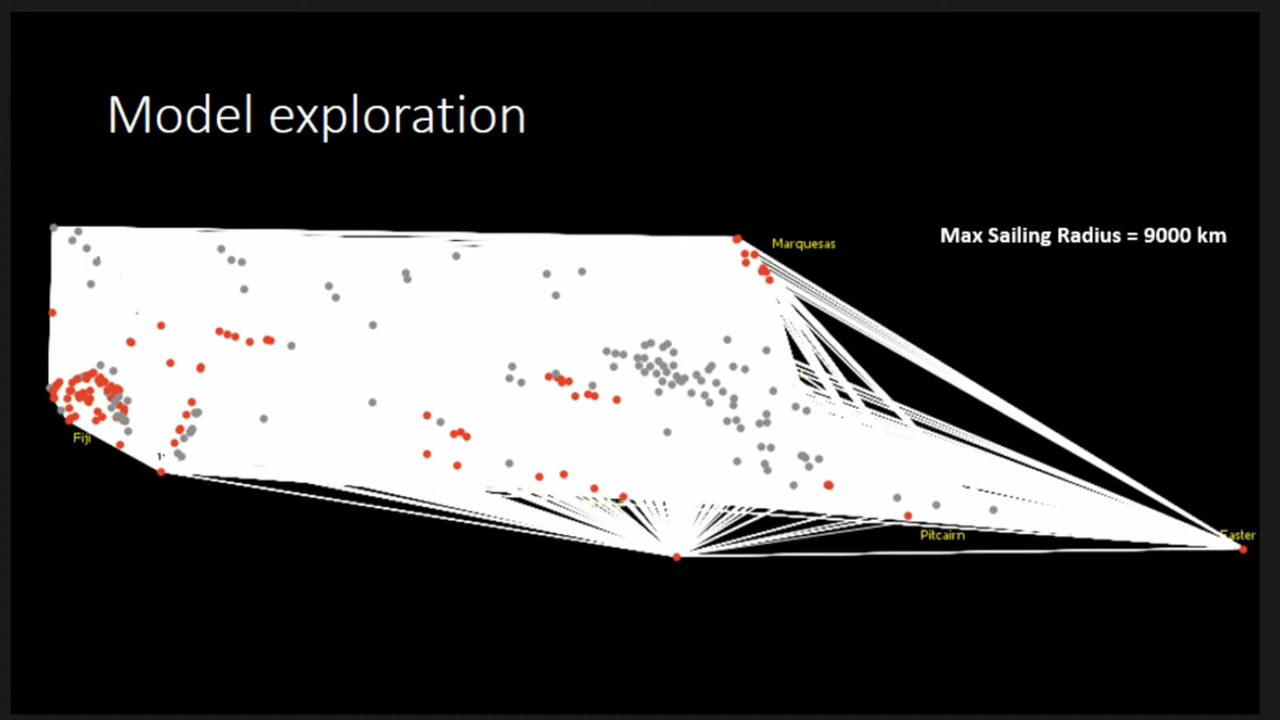 Model exploration
Max Sailing Radius = 9000 km
Marquesas
Fiji
Pitcairn
Easter